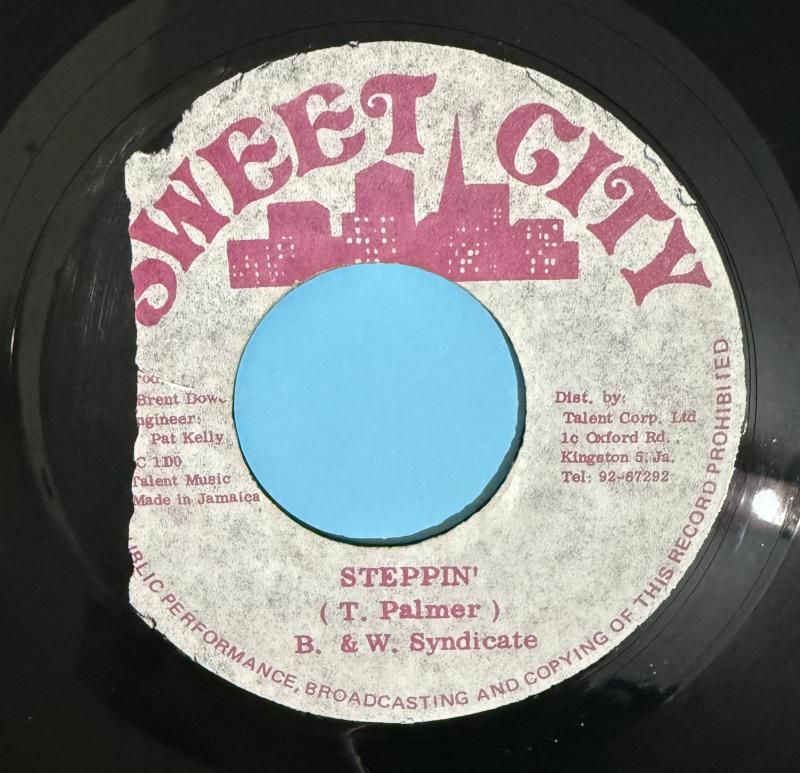 SWEET CITY
Brent Dow
ngineer:
Pat Kelly
C 1D0
Talent Music
Made in Jamaica
Dist. by:
Talent Corp. Ltd
1c Oxford Rd.
Kingston 5, Ja.
Tel: 92-67292
STEPPIN'
( T. Palmer )
B. & W. Syndicate
BLIC PERFORMANCE, BROADCASTING AND COPYING OF THIS RECORD PROHIBITED